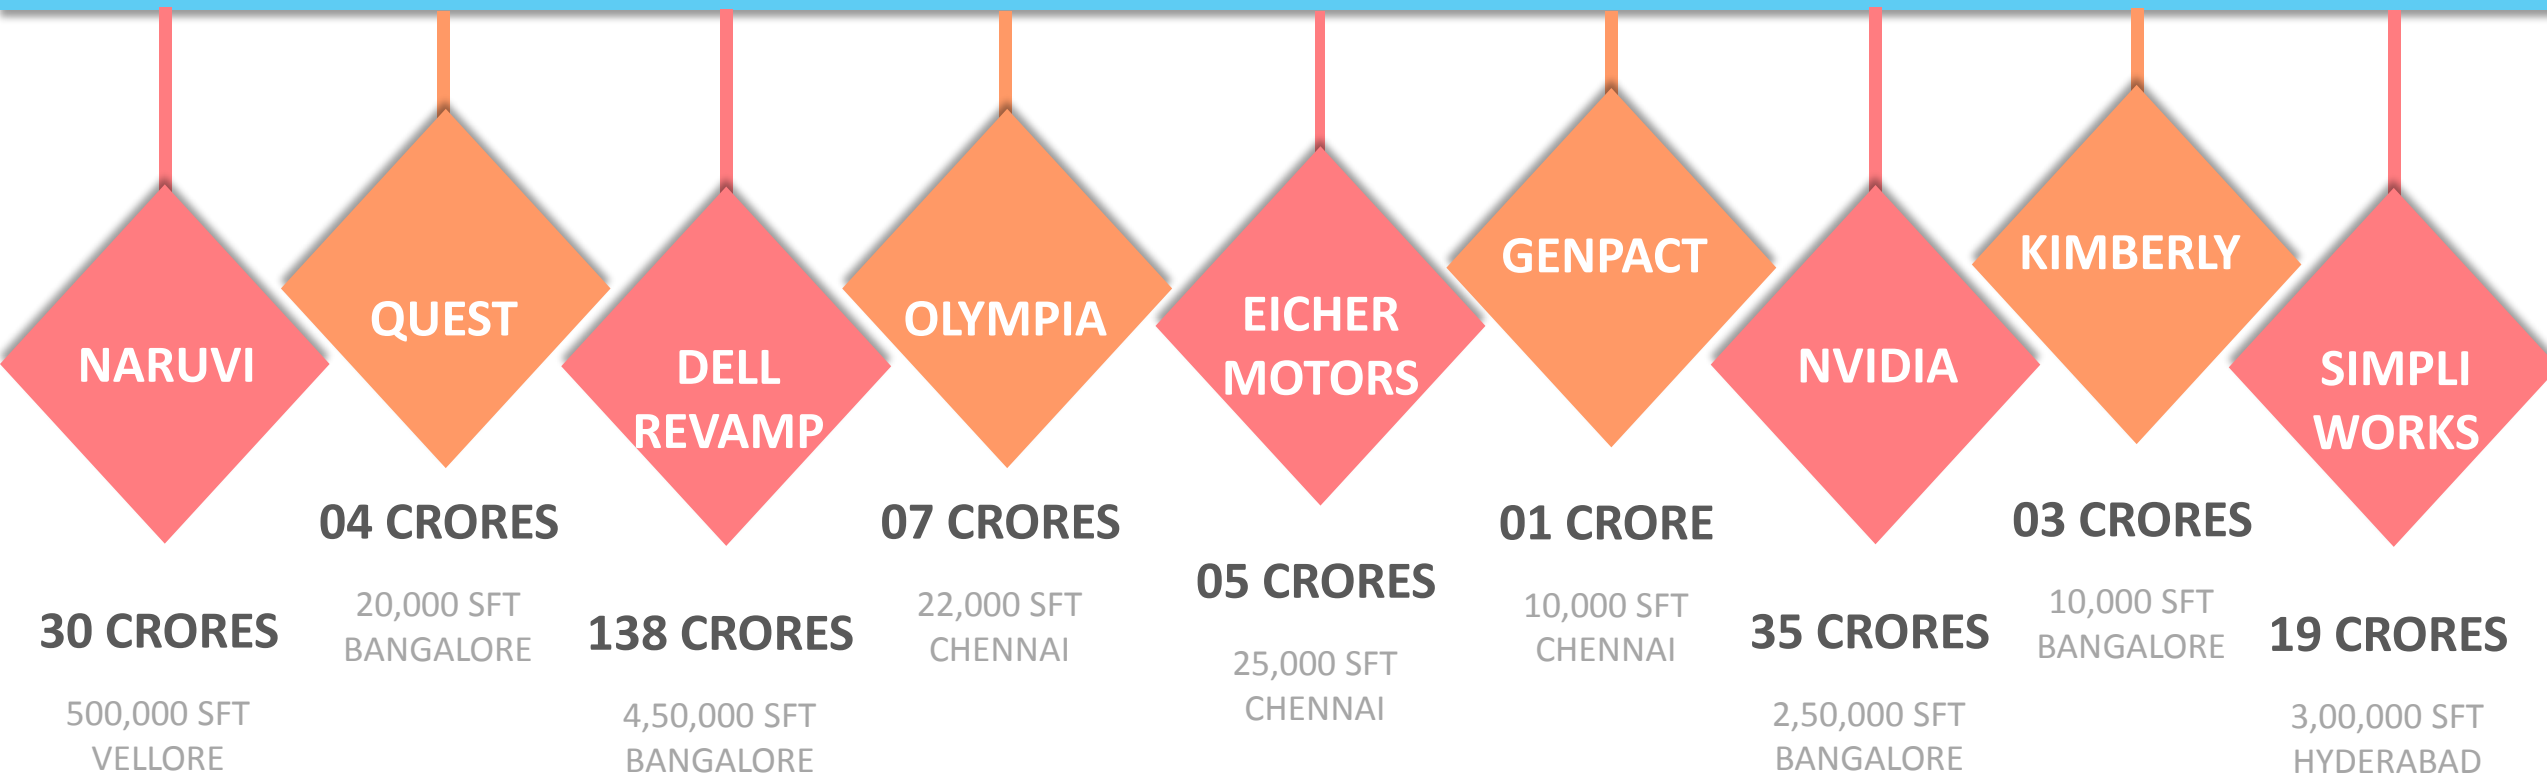 NARUVI
30 CRORES
500,000 SFT
VELLORE
QUEST
04 CRORES
20,000 SFT
BANGALORE
DELL
REVAMP
138 CRORES
4,50,000 SFT
BANGALORE
OLYMPIA
07 CRORES
22,000 SFT
CHENNAI
EICHER
MOTORS
05 CRORES
25,000 SFT
CHENNAI
GENPACT
01 CRORE
10,000 SFT
CHENNAI
NVIDIA
35 CRORES
2,50,000 SFT
BANGALORE
KIMBERLY
03 CRORES
10,000 SFT
BANGALORE
SIMPLI
WORKS
19 CRORES
3,00,000 SFT
HYDERABAD